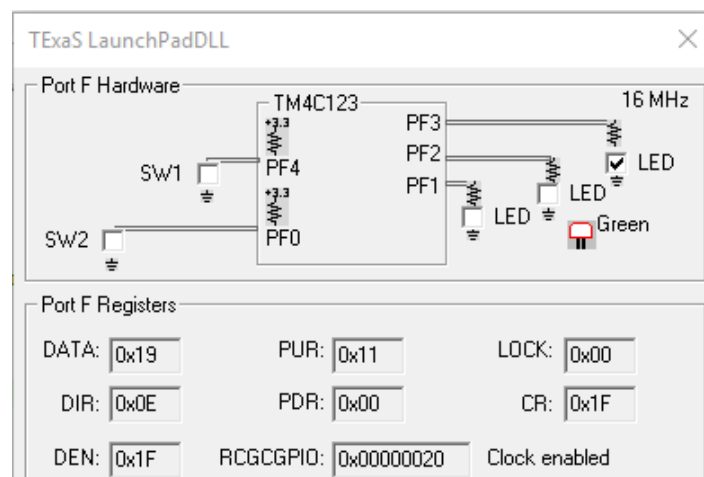 TExaS LaunchPadDLL
Port F Hardware
TM4C123
16 MHz
+3.3
PF3
PF2
PF1
LED
LED
LED
Green
SW1
PF4
+3.3
SW2
PF0
Port F Registers
DATA: 0x19 PUR: 0x11 LOCK: 0x00
DIR: 0x0E PDR: 0x00 CR: 0x1F
DEN: 0x1F RCGCGPIO: 0x00000020 Clock enabled